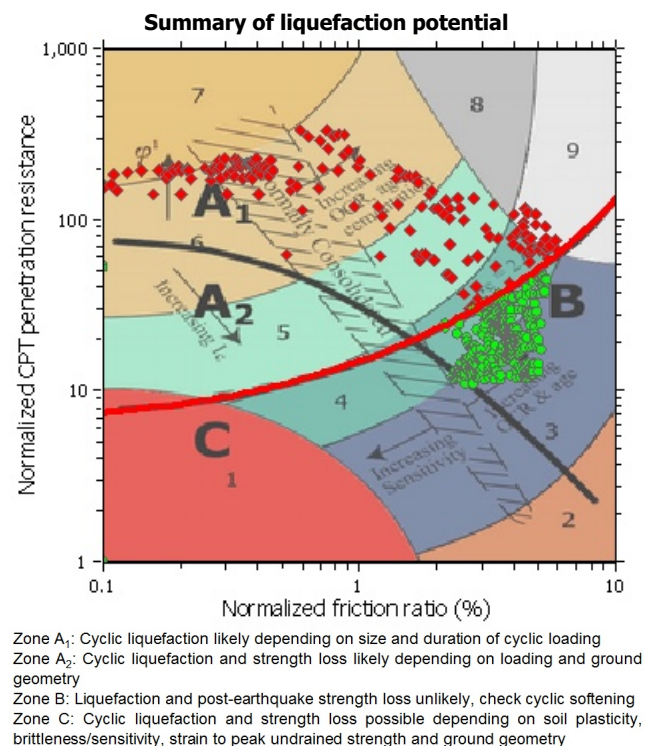 Summary of liquefaction potential
1,000
100
10
1
Normalized CPT penetration resistance
7
8
9
φ'
Increasing
OCR, age
cementation
A1
6
Normally Consolidated
A2
5
Increasing
B
4
Increasing
OCR & age
C
1
Increasing
Sensitivity
3
2
0.1
1
10
Normalized friction ratio (%)
Zone A1: Cyclic liquefaction likely depending on size and duration of cyclic loading
Zone A2: Cyclic liquefaction and strength loss likely depending on loading and ground
geometry
Zone B: Liquefaction and post-earthquake strength loss unlikely, check cyclic softening
Zone C: Cyclic liquefaction and strength loss possible depending on soil plasticity,
brittleness/sensitivity, strain to peak undrained strength and ground geometry